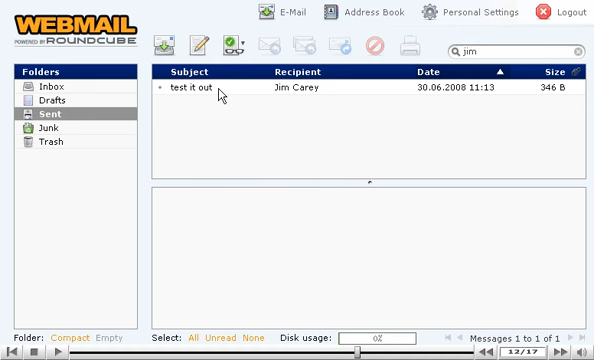 WEBMAIL
POWERED BY ROUNDCUBE
E-Mail Address Book Personal Settings Logout
jim
Folders
Inbox
Drafts
Sent
Junk
Trash
Subject Recipient Date Size
test it out Jim Carey 30.06.2008 11:13 346 B
Folder: Compact Empty Select: All Unread None Disk usage: 0% Messages 1 to 1 of 1
12/17